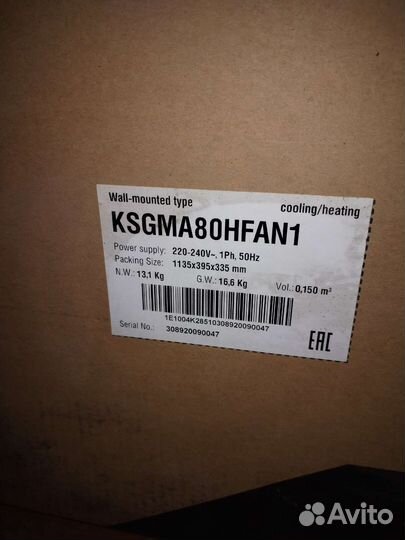 Wall-mounted type cooling/heating
KSGMA80HFAN1
Power supply: 220-240V~, 1Ph, 50Hz
Packing Size: 1135x395x335 mm
N.W.: 13,1 Kg G.W.: 16,6 Kg Vol.: 0,150 m³
1E1004K28510308920090047
Serial No.: 308920090047
EAC
Avito